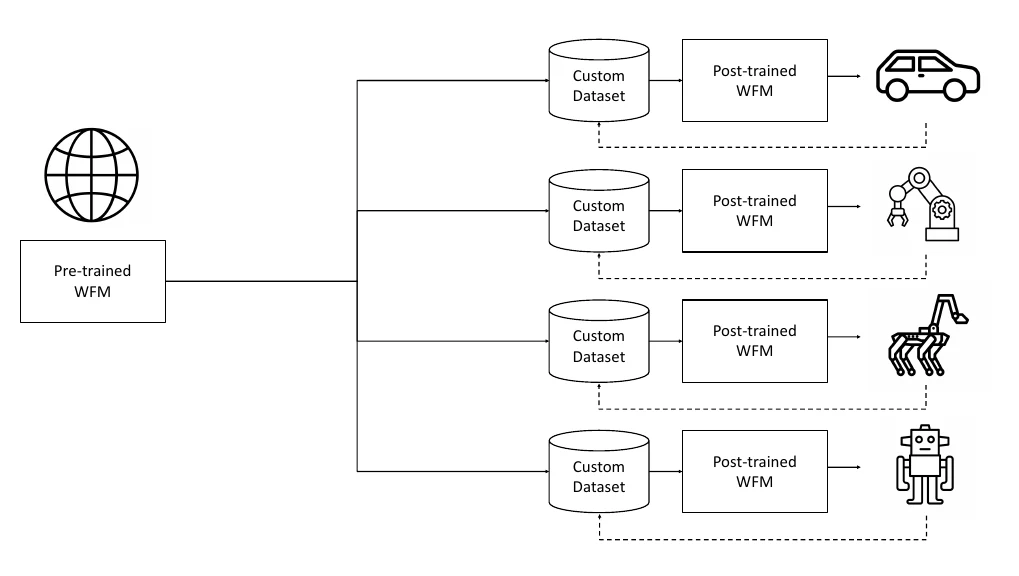 Custom
Dataset
Post-trained
WFM
Custom
Dataset
Post-trained
WFM
Pre-trained
WFM
Custom
Dataset
Post-trained
WFM
Custom
Dataset
Post-trained
WFM